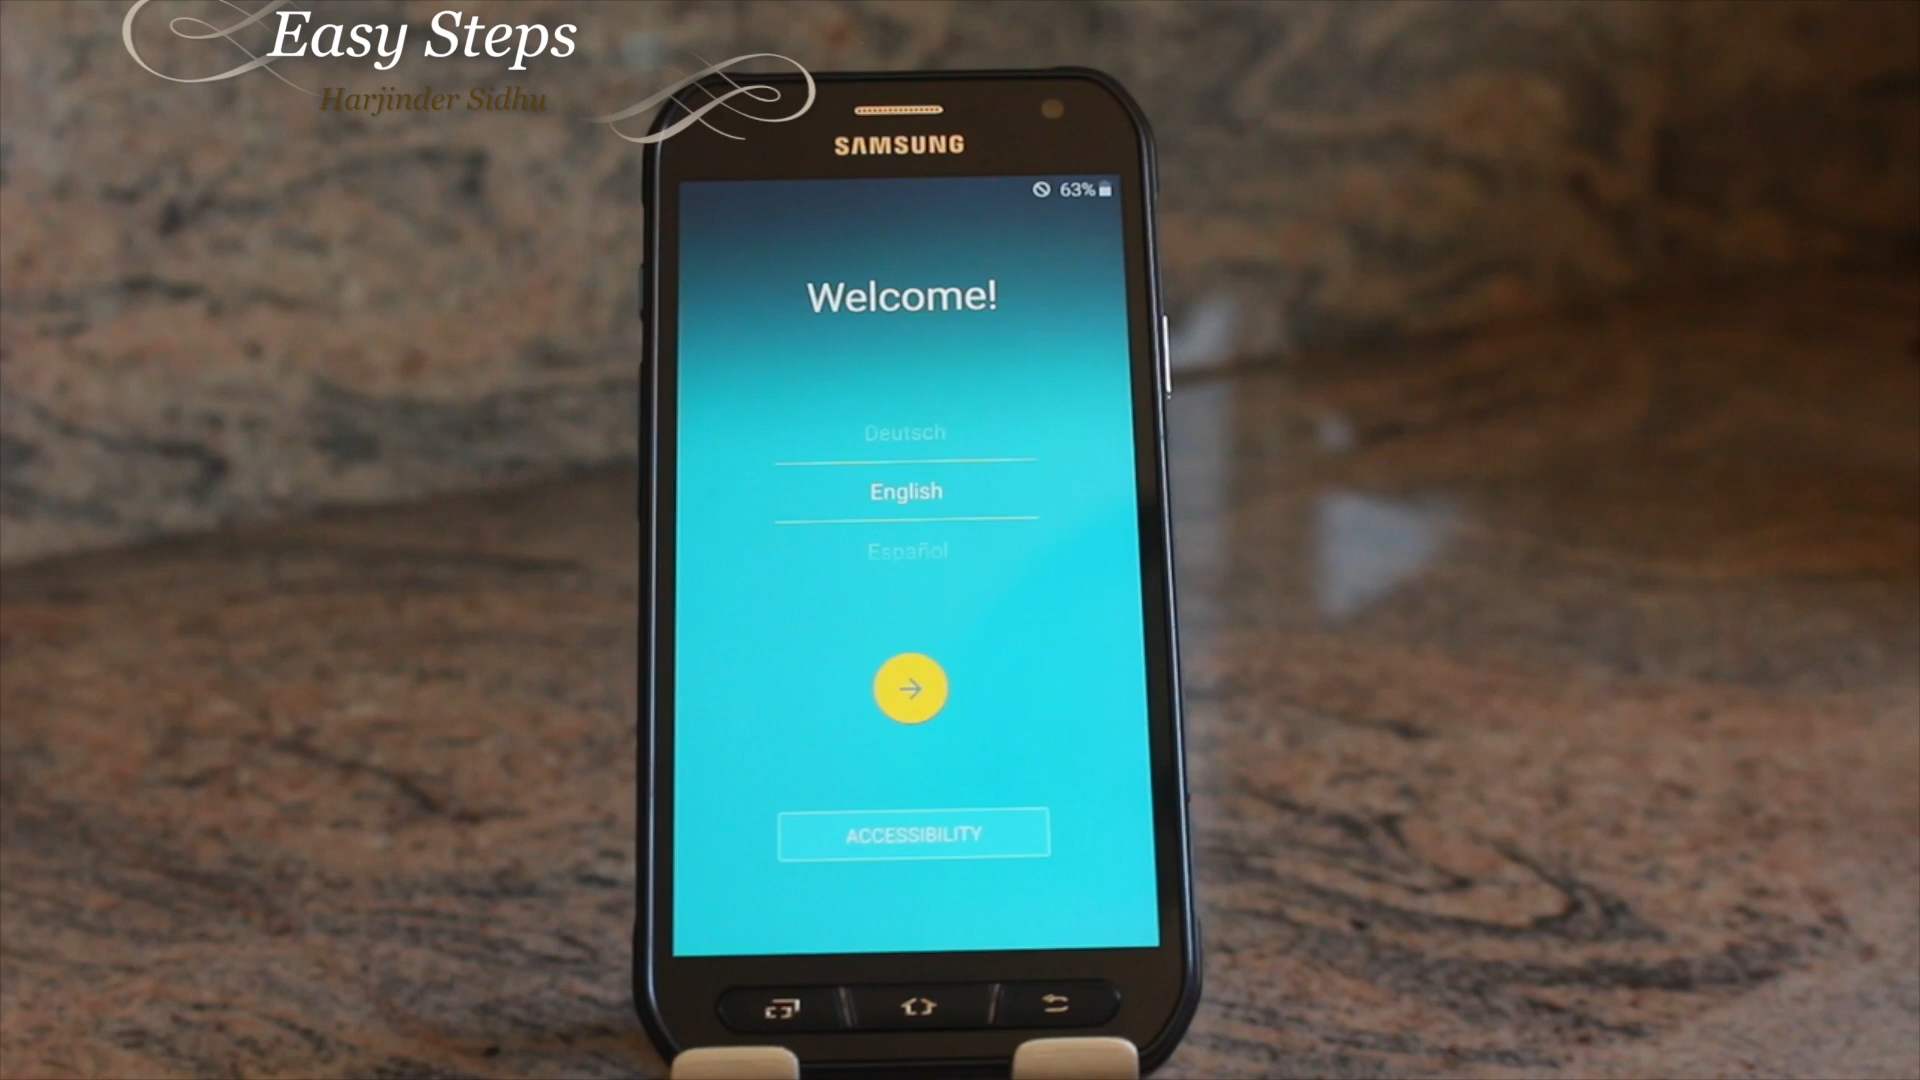 Easy Steps
Harjinder Sidhu
SAMSUNG
63%
Welcome!
Deutsch
English
Español
ACCESSIBILITY